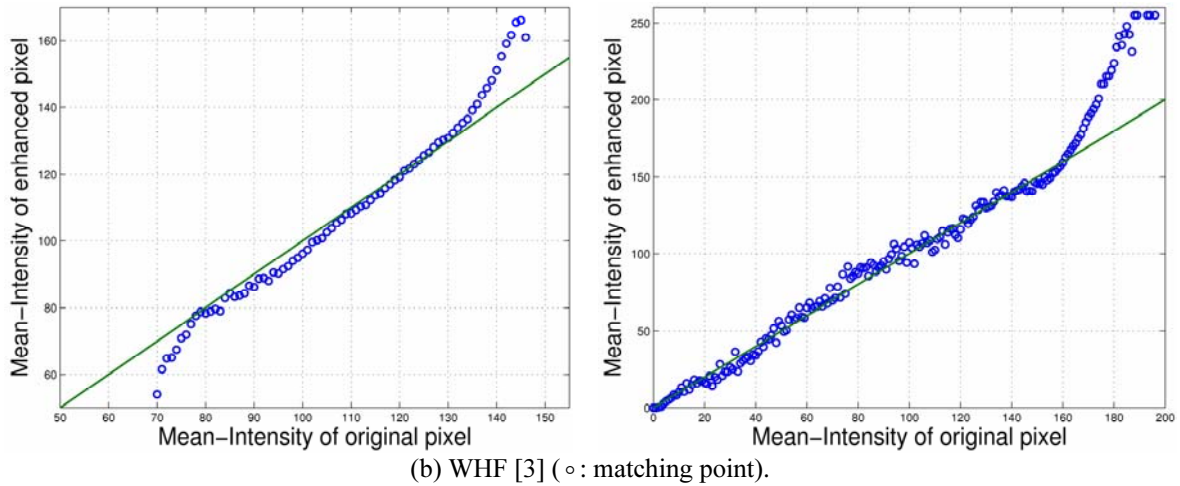 Mean-Intensity of enhanced pixel
160
140
120
100
80
60
50 60 70 80 90 100 110 120 130 140 150
Mean-Intensity of original pixel
Mean-Intensity of enhanced pixel
250
200
150
100
50
0
0 20 40 60 80 100 120 140 160 180 200
Mean-Intensity of original pixel
(b) WHF [3] (∘: matching point).